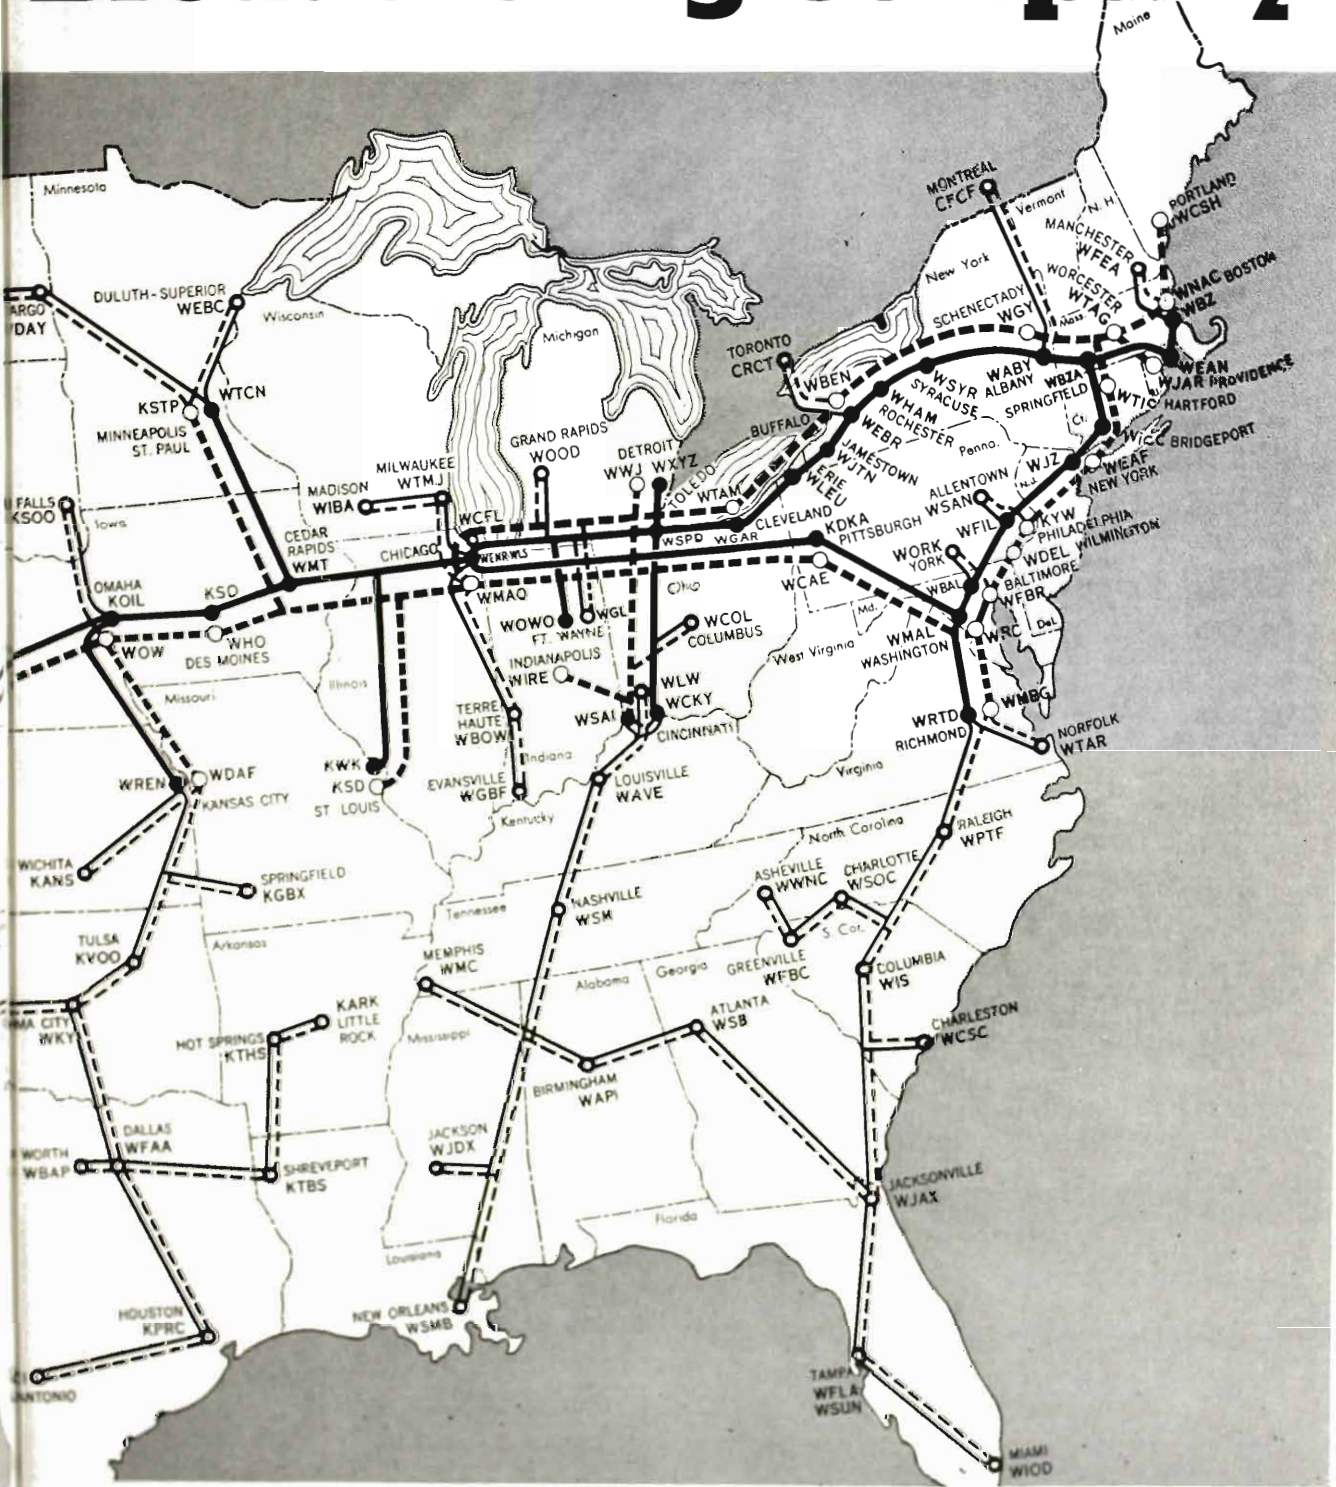 Maine
Minnesota
MONTREAL
CFCF
Vermont
N. H.
PORTLAND
WCSH
MANCHESTER
WFEA
New York
WORCESTER
WTAG
WNAC BOSTON
WBZ
DULUTH-SUPERIOR
WEBC
Wisconsin
ARGO
DAY
Michigan
SCHENECTADY
WGY
Mass.
TORONTO
CRCT
WBEN
WSYR
SYRACUSE
WABY
ALBANY
WBZA
SPRINGFIELD
WEAN
WJAR PROVIDENCE
WTIC
HARTFORD
KSTP
WTCN
MINNEAPOLIS
ST. PAUL
WHAM
ROCHESTER
BUFFALO
WEBR
Ct.
WICC BRIDGEPORT
GRAND RAPIDS
WOOD
DETROIT
WWJ WXYZ
JAMESTOWN
WJTN
Penna.
WJZ
WEAF
NEW YORK
MILWAUKEE
WTMJ
MADISON
WIBA
TOLEDO
WTAM
ERIE
WLEU
ALLENTOWN
WSAN
N.J.
FALLS
KSOO
Iowa
CEDAR
RAPIDS
WMT
CHICAGO
WCFL
WENR-WLS
WSPD
WGAR
CLEVELAND
KDKA
PITTSBURGH
WFIL
KYW
PHILADELPHIA
WDEL WILMINGTON
WORK
YORK
OMAHA
KOIL
KSO
WMAQ
Ohio
WCAE
WBAL
BALTIMORE
WFBR
WOW
WHO
DES MOINES
WOWO
WGL
FT. WAYNE
WCOL
COLUMBUS
Md.
Del.
WMAL
WASHINGTON
WRC
West Virginia
Missouri
Illinois
INDIANAPOLIS
WIRE
WLW
WCKY
WSAI
CINCINNATI
WMBG
WRTD
RICHMOND
NORFOLK
WTAR
TERRE
HAUTE
WBOW
Indiana
WREN
WDAF
KANSAS CITY
KWK
KSD
ST LOUIS
EVANSVILLE
WGBF
LOUISVILLE
WAVE
Virginia
Kentucky
North Carolina
RALEIGH
WPTF
WICHITA
KANS
SPRINGFIELD
KGBX
ASHEVILLE
WWNC
CHARLOTTE
WSOC
Tennessee
NASHVILLE
WSM
S. Car.
TULSA
KVOO
Arkansas
MEMPHIS
WMC
Alabama
Georgia
GREENVILLE
WFBC
COLUMBIA
WIS
KARK
LITTLE
ROCK
HOT SPRINGS
KTHS
Mississippi
ATLANTA
WSB
CHARLESTON
WCSC
MA CITY
WKY
BIRMINGHAM
WAPI
DALLAS
WFAA
WORTH
WBAP
SHREVEPORT
KTBS
JACKSON
WJDX
JACKSONVILLE
WJAX
Florida
Louisiana
NEW ORLEANS
WSMB
HOUSTON
KPRC
ANTONIO
TAMPA
WFLA
WSUN
MIAMI
WIOD